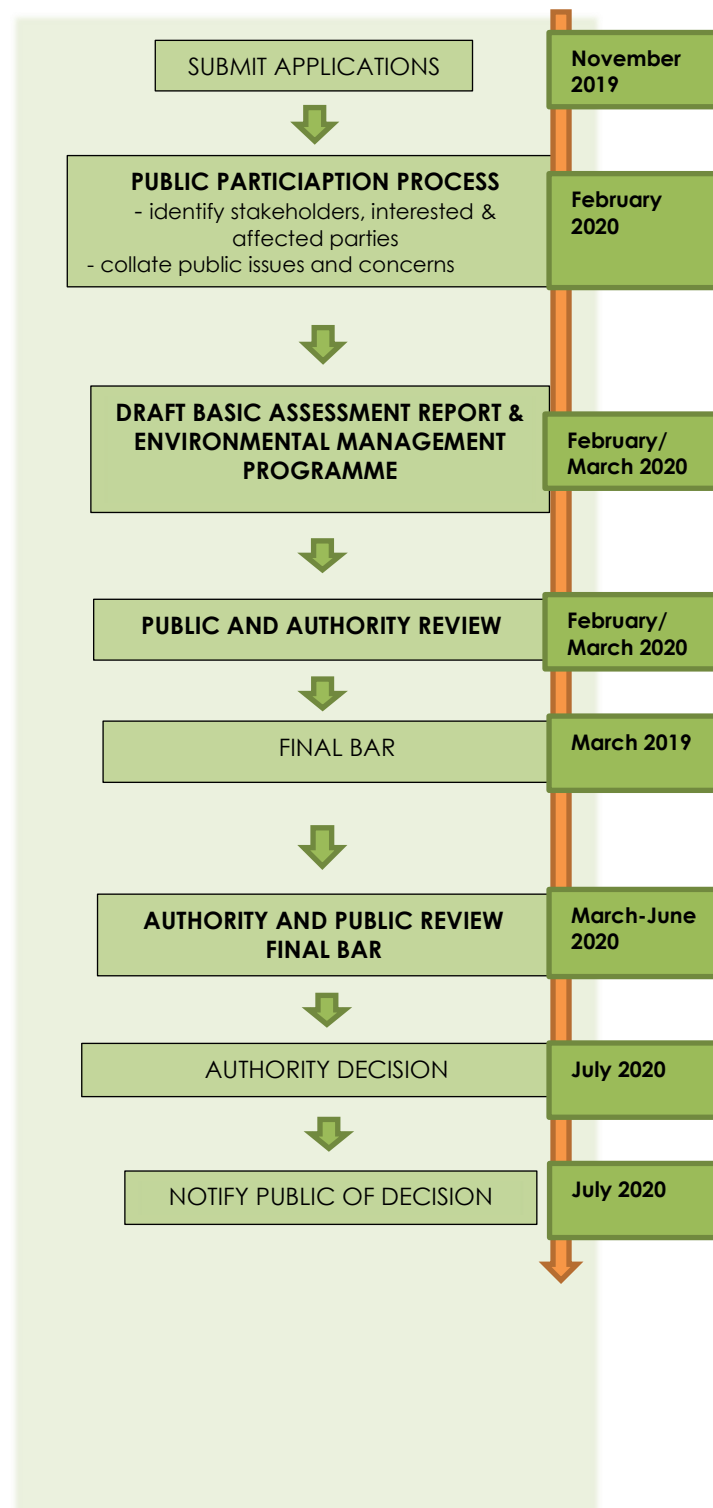 SUBMIT APPLICATIONS
November
2019
PUBLIC PARTICIAPTION PROCESS
- identify stakeholders, interested &
affected parties
- collate public issues and concerns
February
2020
DRAFT BASIC ASSESSMENT REPORT &
ENVIRONMENTAL MANAGEMENT
PROGRAMME
February/
March 2020
PUBLIC AND AUTHORITY REVIEW
February/
March 2020
FINAL BAR
March 2019
AUTHORITY AND PUBLIC REVIEW
FINAL BAR
March-June
2020
AUTHORITY DECISION
July 2020
NOTIFY PUBLIC OF DECISION
July 2020